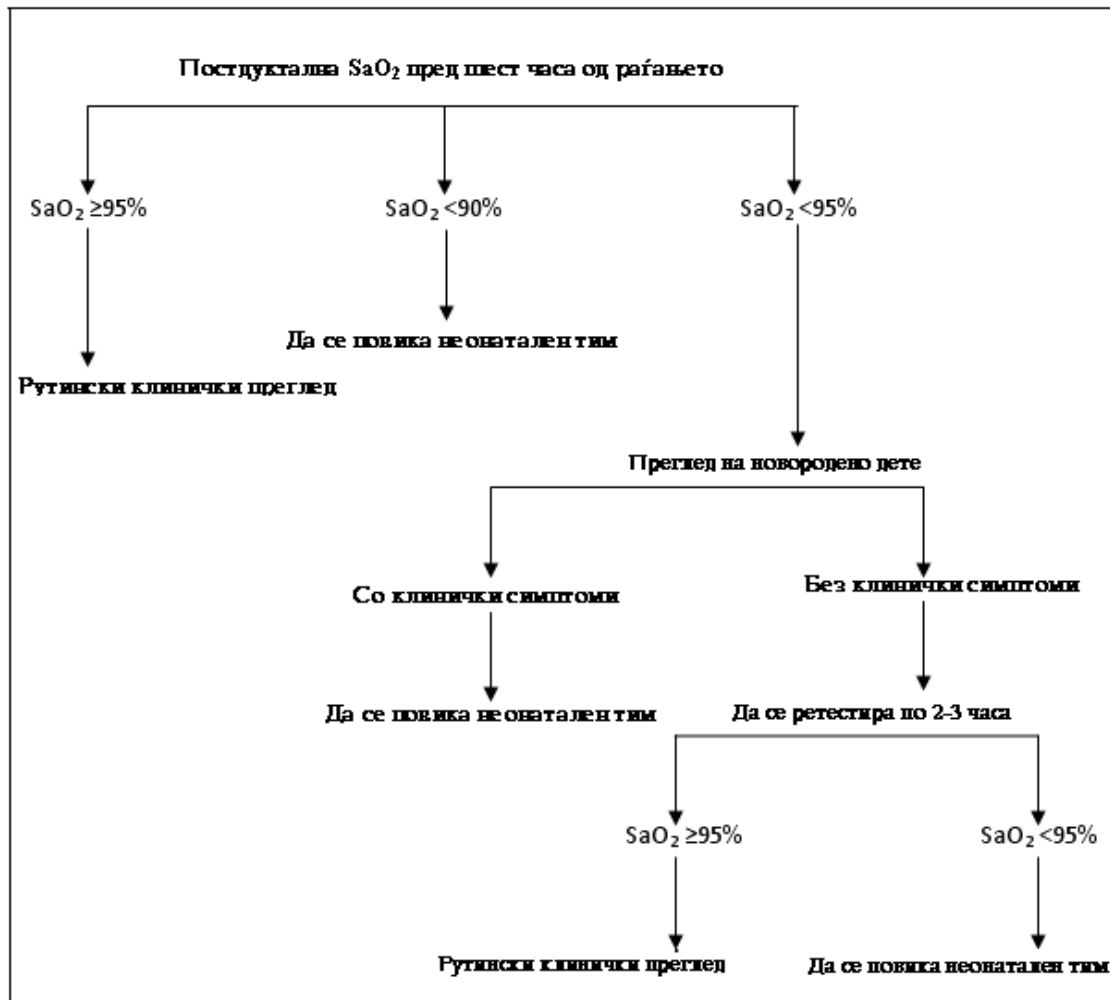 Постдуктална SaO₂ пред шест часа од раѓањето
SaO₂ ≥95%
SaO₂ <90%
SaO₂ <95%
Да се повика неонатален тим
Рутински клинички преглед
Преглед на новородено дете
Со клинички симптоми
Без клинички симптоми
Да се повика неонатален тим
Да се ретестира по 2-3 часа
SaO₂ ≥95%
SaO₂ <95%
Рутински клинички преглед
Да се повика неонатален тим